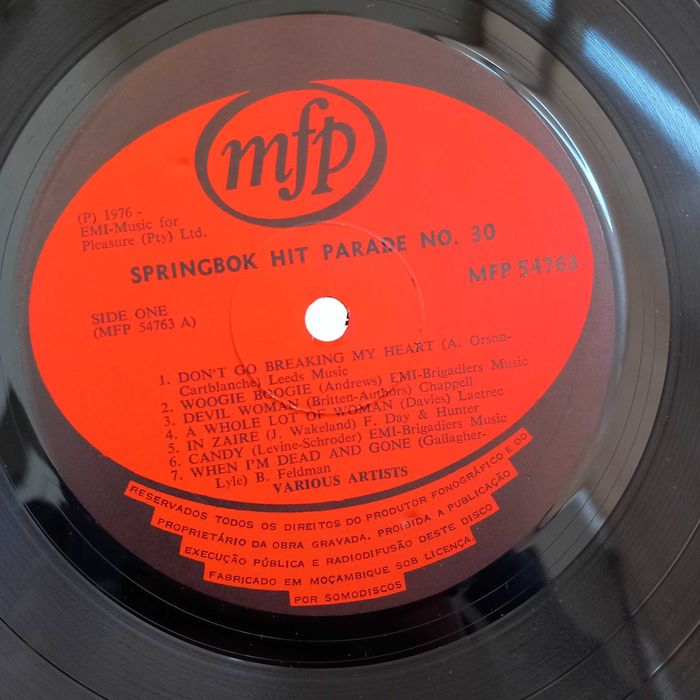 mfp
(P) 1976 -
EMI-Music for
Pleasure (Pty) Ltd.
SPRINGBOK HIT PARADE NO. 30
MFP 54763
SIDE ONE
(MFP 54763 A)
1. DON'T GO BREAKING MY HEART (A. Orson-
Cartblanche) Leeds Music
2. WOOGIE BOOGIE (Andrews) EMI-Brigadiers Music
3. DEVIL WOMAN (Britten-Authors) Chappell
4. A WHOLE LOT OF WOMAN (Davies) Laetrec
5. IN ZAIRE (J. Wakeland) F. Day & Hunter
6. CANDY (Levine-Schroder) EMI-Brigadiers Music
7. WHEN I'M DEAD AND GONE (Gallagher-
Lyle) B. Feldman
VARIOUS ARTISTS
RESERVADOS TODOS OS DIREITOS DO PRODUTOR FONOGRÁFICO E DO
PROPRIETÁRIO DA OBRA GRAVADA. PROIBIDA A PUBLICAÇÃO
EXECUÇÃO PÚBLICA E RADIODIFUSÃO DESTE DISCO
FABRICADO EM MOÇAMBIQUE SOB LICENÇA,
POR SOMODISCOS